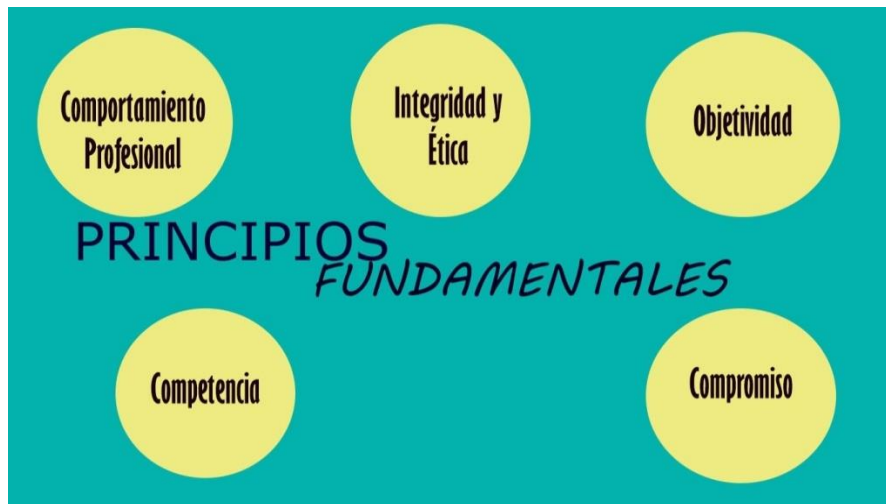 Comportamiento
Profesional
Integridad y
Ética
Objetividad
PRINCIPIOS
FUNDAMENTALES
Competencia
Compromiso